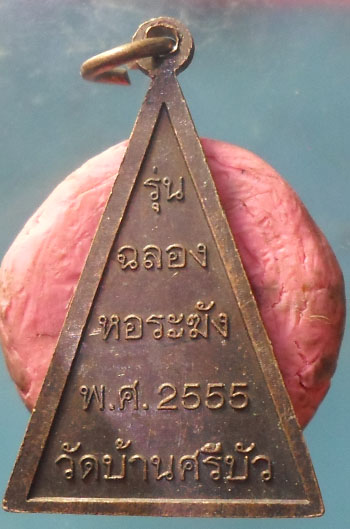 รุ่น
ฉลอง
หอระฆัง
พ.ศ. 2555
วัดบ้านศรีบัว